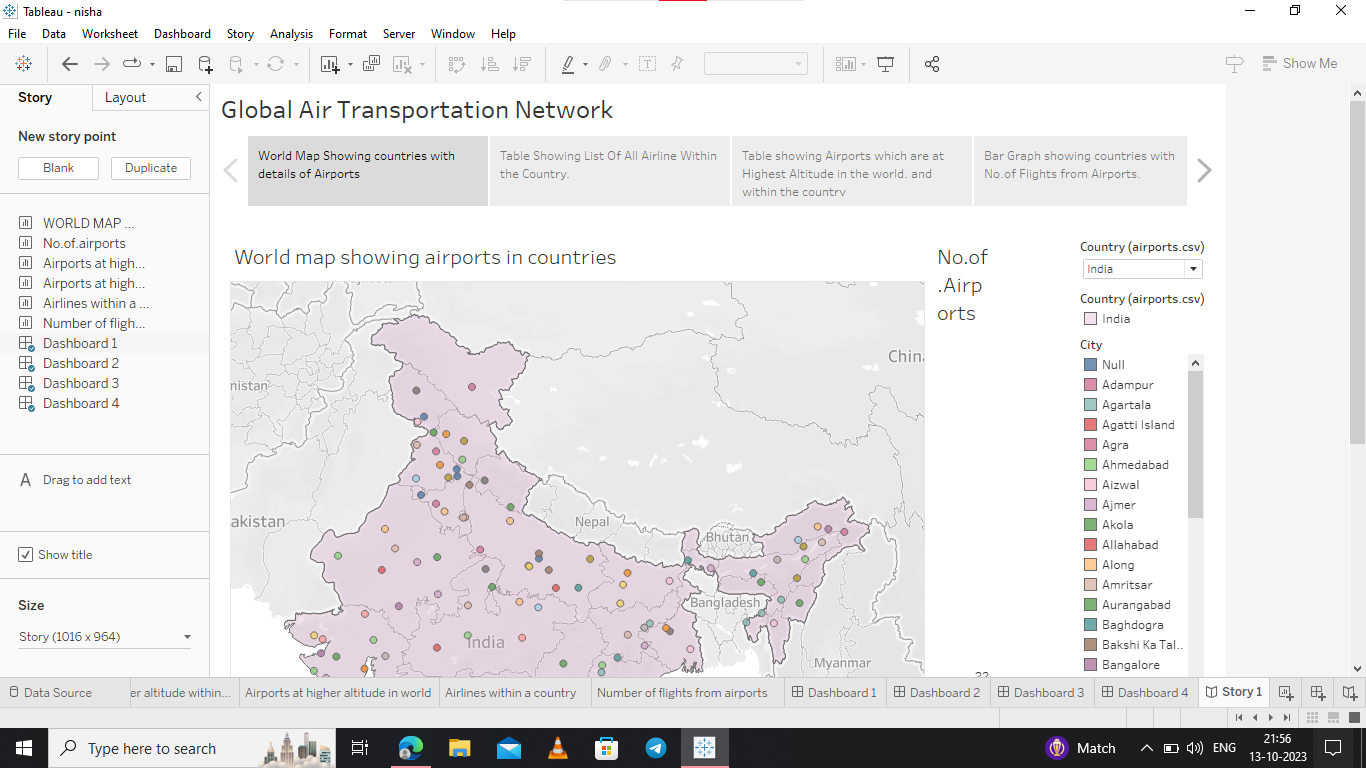 Tableau - nisha
File Data Worksheet Dashboard Story Analysis Format Server Window Help
Show Me
Story Layout
New story point
Blank Duplicate
WORLD MAP ...
No.of.airports
Airports at high...
Airports at high...
Airlines within a ...
Number of fligh...
Dashboard 1
Dashboard 2
Dashboard 3
Dashboard 4
A Drag to add text
Show title
Size
Story (1016 x 964)
Global Air Transportation Network
World Map Showing countries with
details of Airports
Table Showing List Of All Airline Within
the Country.
Table showing Airports which are at
Highest Altitude in the world. and
within the country
Bar Graph showing countries with
No.of Flights from Airports.
World map showing airports in countries
nistan
China
akistan
Nepal
Bhutan
Bangladesh
India
Myanmar
No.of
.Airp
orts
Country (airports.csv)
India
Country (airports.csv)
India
City
Null
Adampur
Agartala
Agatti Island
Agra
Ahmedabad
Aizwal
Ajmer
Akola
Allahabad
Along
Amritsar
Aurangabad
Baghdogra
Bakshi Ka Tal..
Bangalore
Data Source er altitude within... Airports at higher altitude in world Airlines within a country Number of flights from airports Dashboard 1 Dashboard 2 Dashboard 3 Dashboard 4 Story 1
Type here to search
Match
ENG
21:56
13-10-2023